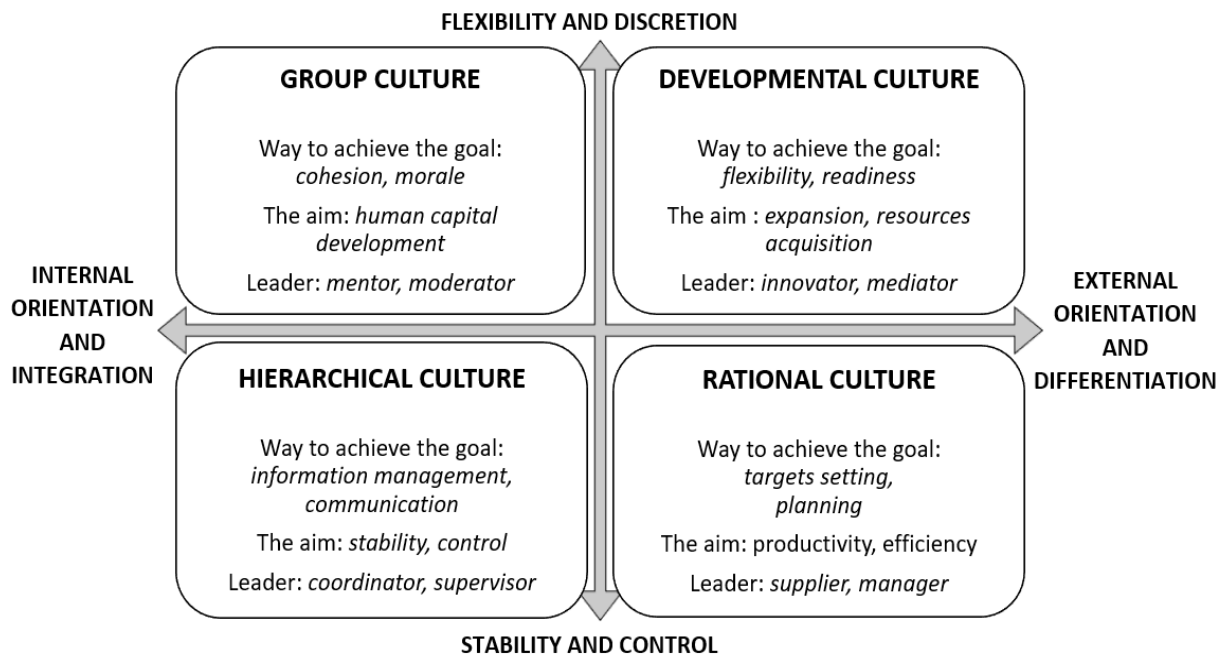 FLEXIBILITY AND DISCRETION
GROUP CULTURE
Way to achieve the goal:
cohesion, morale
The aim: human capital
development
Leader: mentor, moderator
DEVELOPMENTAL CULTURE
Way to achieve the goal:
flexibility, readiness
The aim : expansion, resources
acquisition
Leader: innovator, mediator
INTERNAL
ORIENTATION
AND
INTEGRATION
EXTERNAL
ORIENTATION
AND
DIFFERENTIATION
HIERARCHICAL CULTURE
Way to achieve the goal:
information management,
communication
The aim: stability, control
Leader: coordinator, supervisor
RATIONAL CULTURE
Way to achieve the goal:
targets setting,
planning
The aim: productivity, efficiency
Leader: supplier, manager
STABILITY AND CONTROL